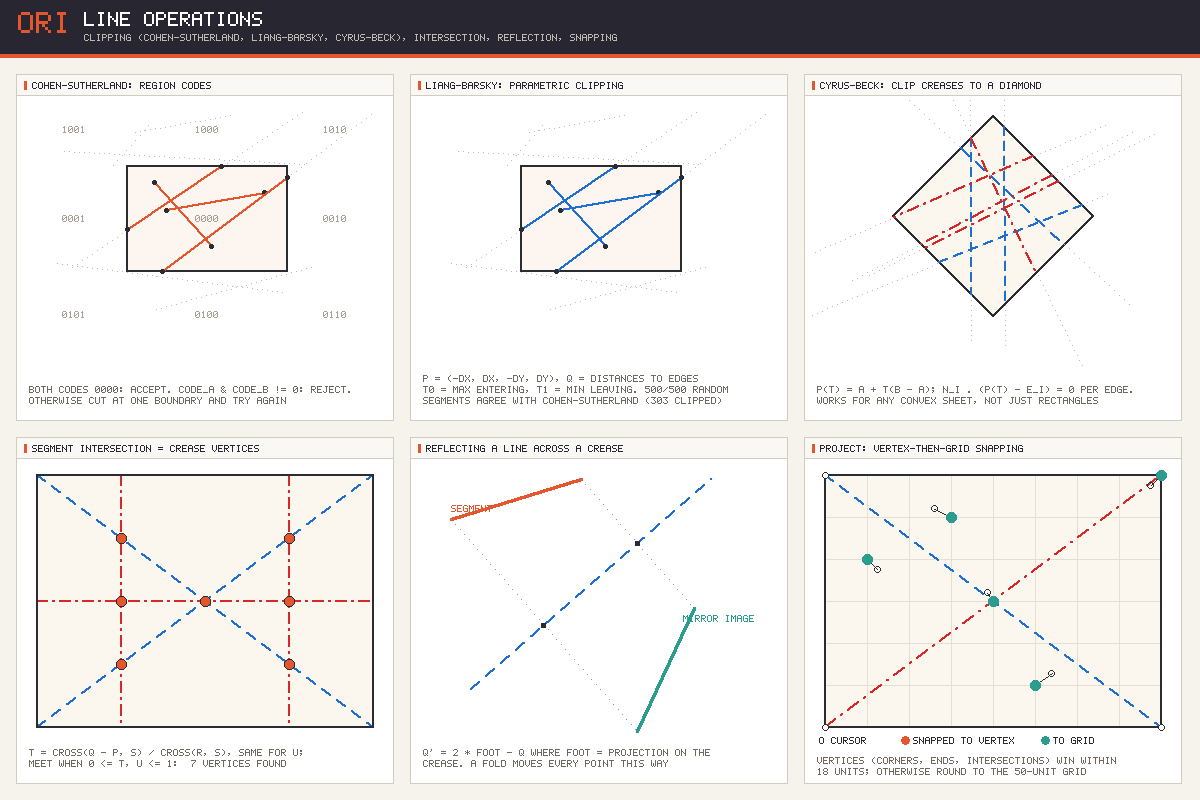 ORI LINE OPERATIONS
CLIPPING (COHEN-SUTHERLAND, LIANG-BARSKY, CYRUS-BECK), INTERSECTION, REFLECTION, SNAPPING
COHEN-SUTHERLAND: REGION CODES
1001 1000 1010
0001 0000 0010
0101 0100 0110
BOTH CODES 0000: ACCEPT. CODE_A & CODE_B != 0: REJECT.
OTHERWISE CUT AT ONE BOUNDARY AND TRY AGAIN
LIANG-BARSKY: PARAMETRIC CLIPPING
P = (-DX, DX, -DY, DY), Q = DISTANCES TO EDGES
T0 = MAX ENTERING, T1 = MIN LEAVING. 500/500 RANDOM
SEGMENTS AGREE WITH COHEN-SUTHERLAND (303 CLIPPED)
CYRUS-BECK: CLIP CREASES TO A DIAMOND
P(T) = A + T(B - A); N_I . (P(T) - E_I) = 0 PER EDGE.
WORKS FOR ANY CONVEX SHEET, NOT JUST RECTANGLES
SEGMENT INTERSECTION = CREASE VERTICES
T = CROSS(Q - P, S) / CROSS(R, S), SAME FOR U;
MEET WHEN 0 <= T, U <= 1: 7 VERTICES FOUND
REFLECTING A LINE ACROSS A CREASE
SEGMENT
MIRROR IMAGE
Q' = 2 * FOOT - Q WHERE FOOT = PROJECTION ON THE
CREASE. A FOLD MOVES EVERY POINT THIS WAY
PROJECT: VERTEX-THEN-GRID SNAPPING
O CURSOR SNAPPED TO VERTEX TO GRID
VERTICES (CORNERS, ENDS, INTERSECTIONS) WIN WITHIN
18 UNITS; OTHERWISE ROUND TO THE 50-UNIT GRID